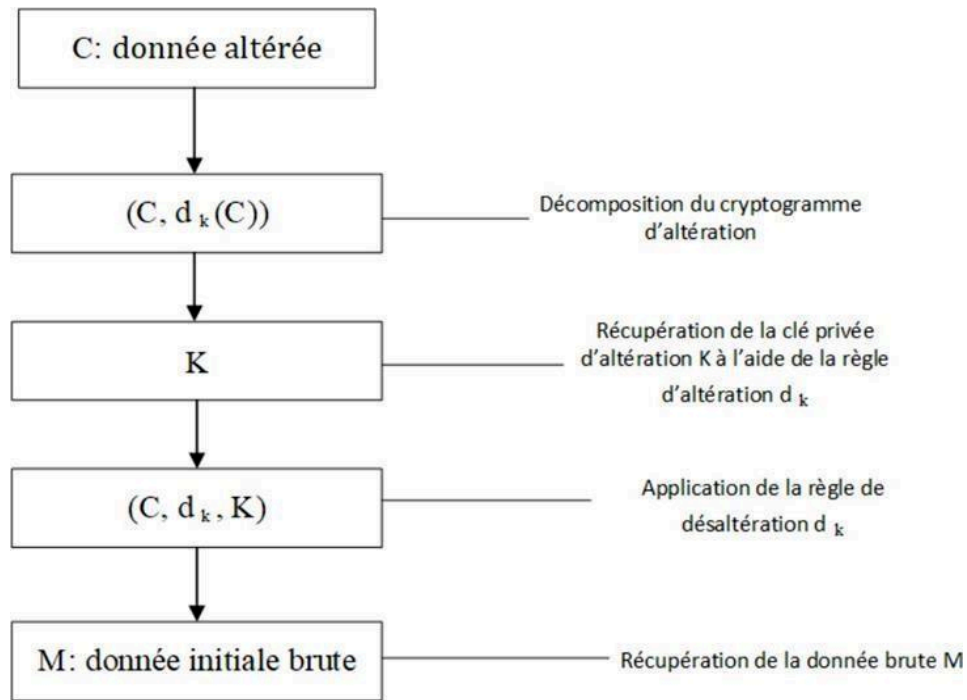 C: donnée altérée
(C, d k (C))
Décomposition du cryptogramme
d’altération
K
Récupération de la clé privée
d’altération K à l’aide de la règle
d’altération d k
(C, d k , K)
Application de la règle de
désaltération d k
M: donnée initiale brute
Récupération de la donnée brute M